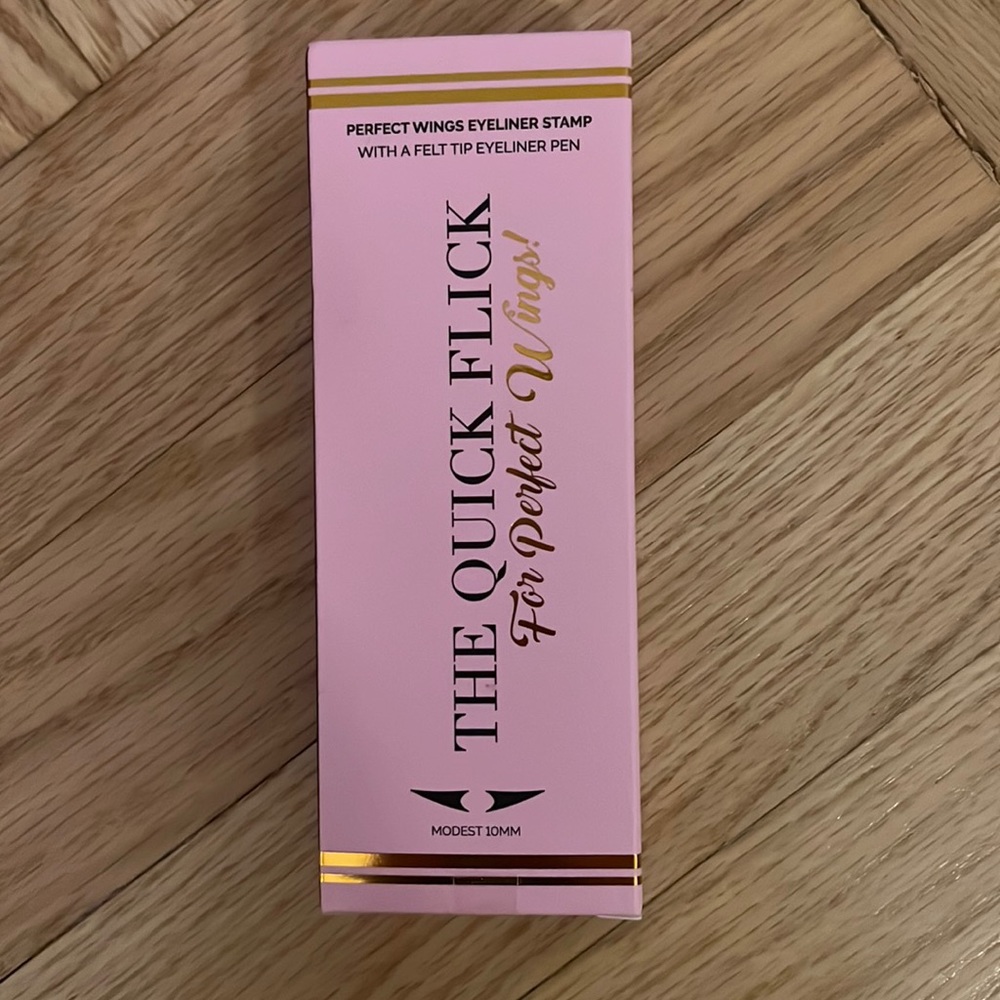 PERFECT WINGS EYELINER STAMP
WITH A FELT TIP EYELINER PEN
THE QUICK FLICK
For Perfect Wings!
MODEST 10MM